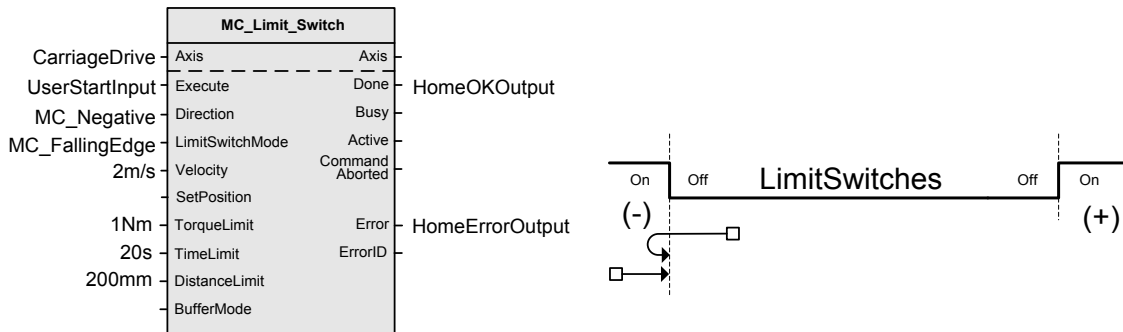 MC_Limit_Switch
CarriageDrive Axis Axis
UserStartInput Execute Done HomeOKOutput
MC_Negative Direction Busy
MC_FallingEdge LimitSwitchMode Active
2m/s Velocity Command Aborted
SetPosition
1Nm TorqueLimit Error HomeErrorOutput
20s TimeLimit ErrorID
200mm DistanceLimit
BufferMode
On Off LimitSwitches Off On
(-) (+)